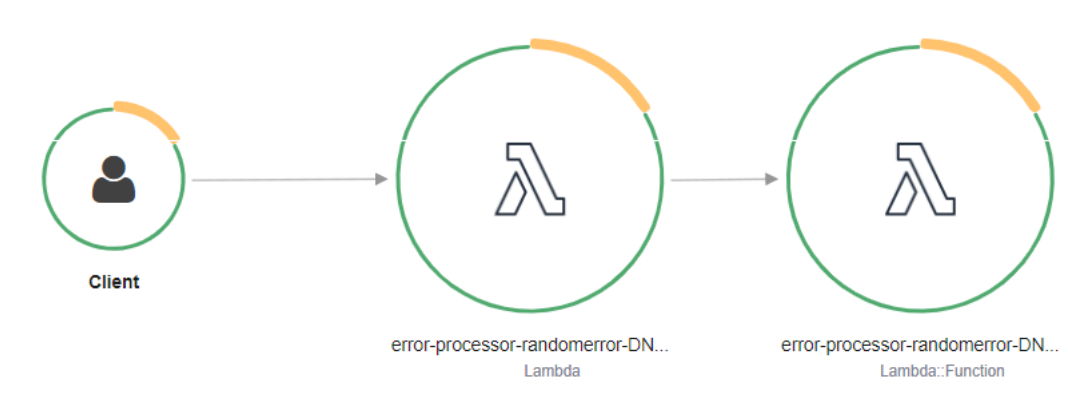 Client
error-processor-randomerror-DN...
Lambda
error-processor-randomerror-DN...
Lambda::Function